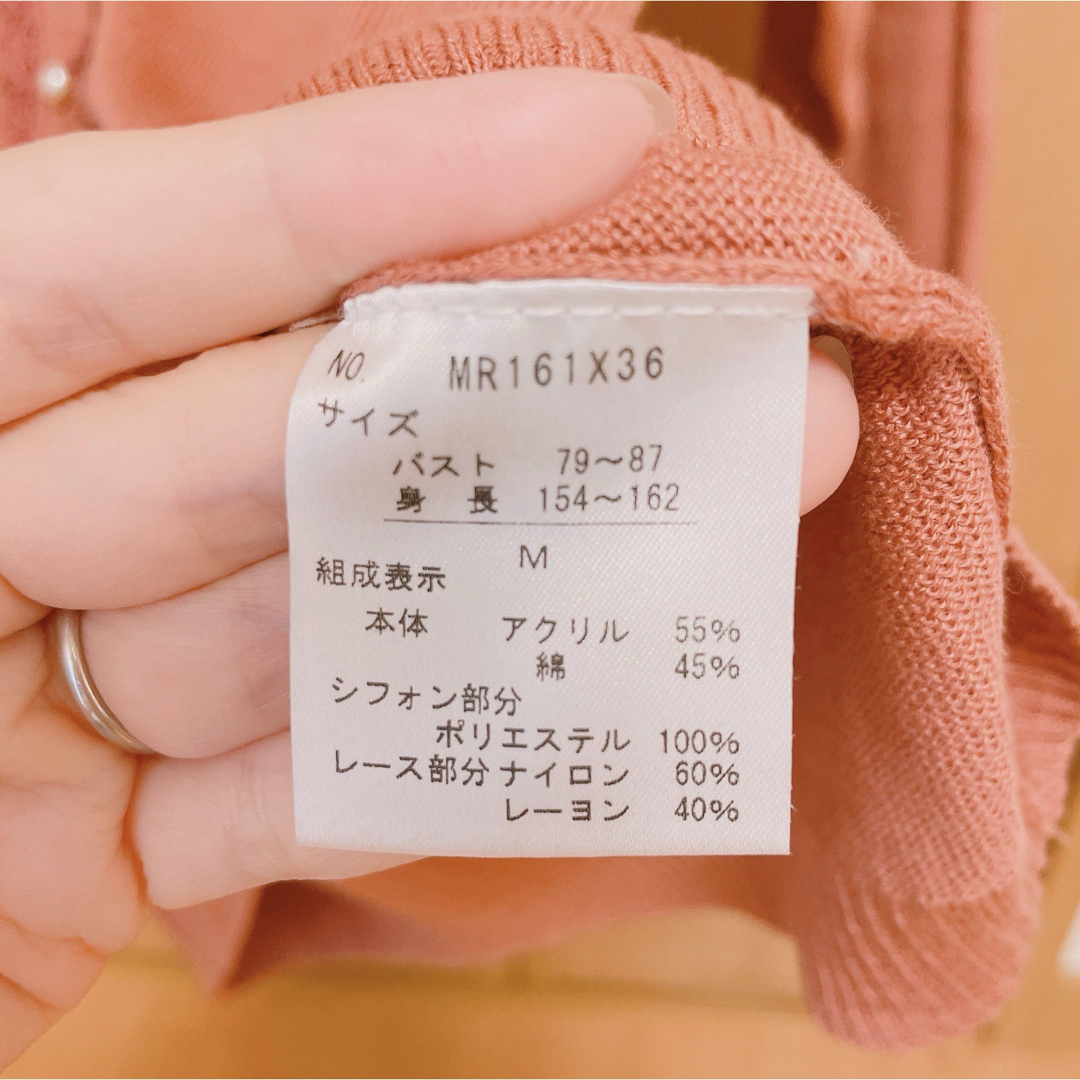 NO. MR161X36
サイズ
バスト 79～87
身長 154～162
M
組成表示
本体 アクリル 55%
綿 45%
シフォン部分
ポリエステル 100%
レース部分 ナイロン 60%
レーヨン 40%